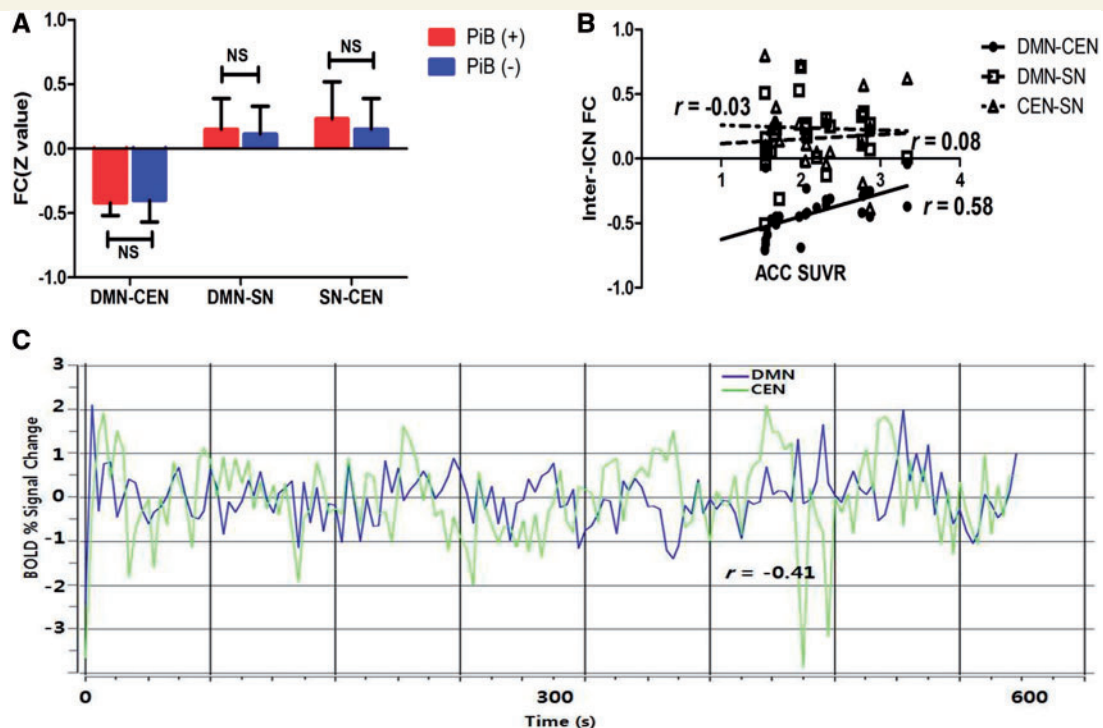 A
1.0
0.5
0.0
-0.5
-1.0
FC(Z value)
NS
NS
NS
PiB (+)
PiB (-)
DMN-CEN
DMN-SN
SN-CEN
B
1.0
0.5
0.0
-0.5
-1.0
Inter-ICN FC
r = -0.03
r = 0.08
r = 0.58
1
2
3
4
ACC SUVR
DMN-CEN
DMN-SN
CEN-SN
C
3
2
1
0
-1
-2
-3
BOLD % Signal Change
DMN
CEN
r = -0.41
0
300
600
Time (s)